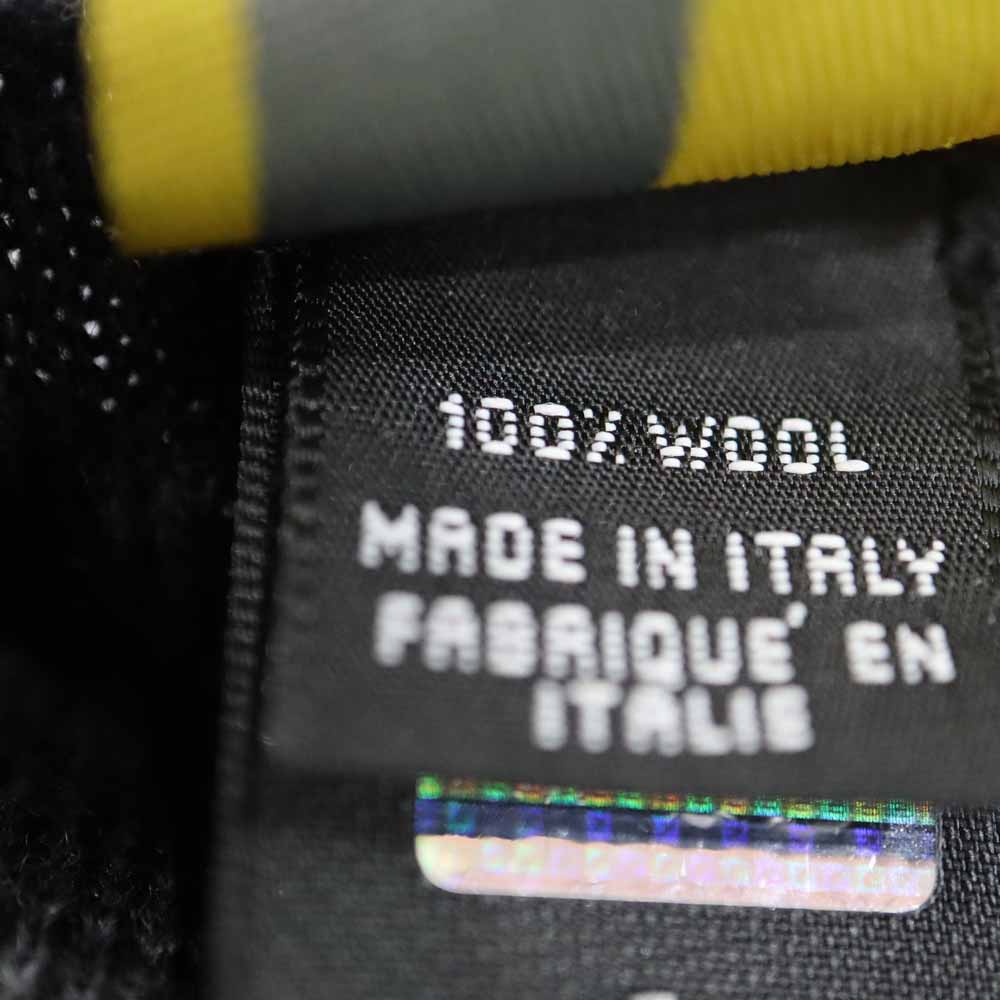 100% WOOL
MADE IN ITALY
FABRIQUE' EN
ITALIE